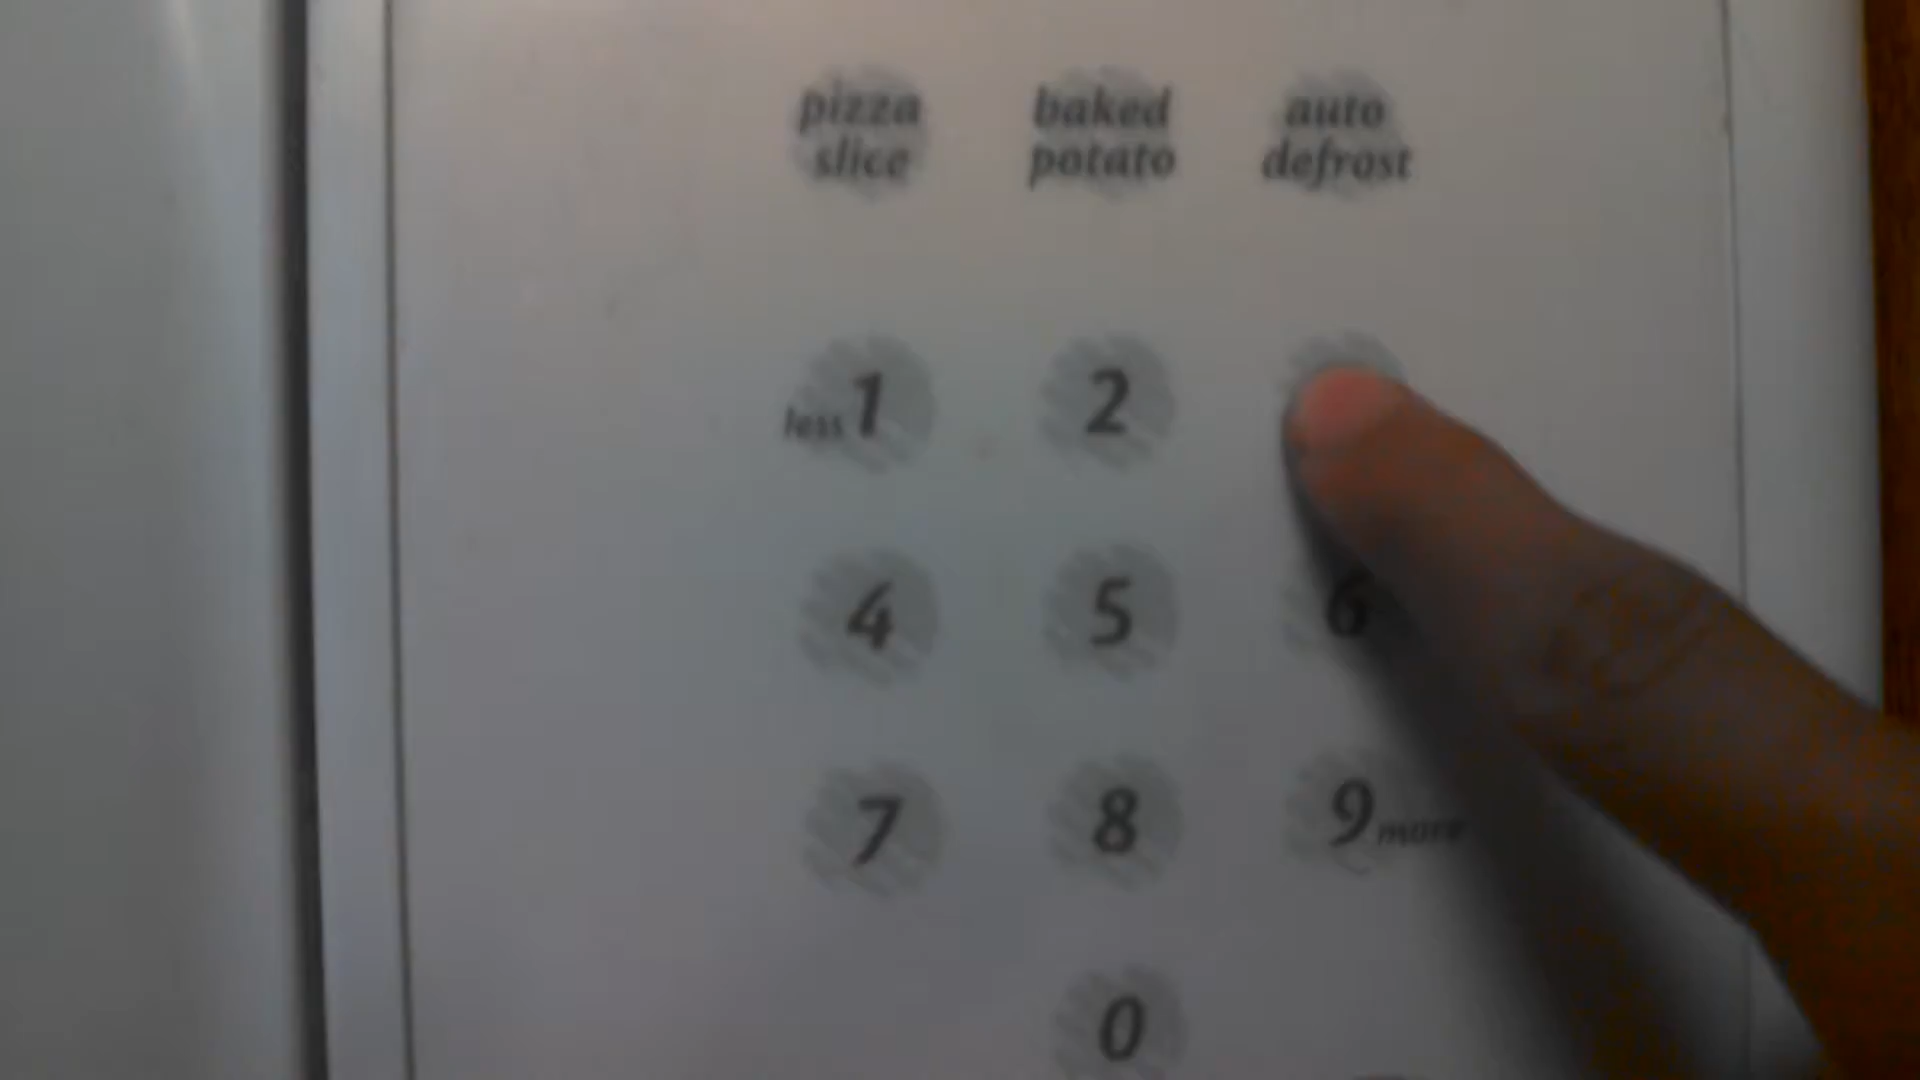 pizza
slice
baked
potato
auto
defrost
less 1
2
4
5
6
7
8
9 more
0